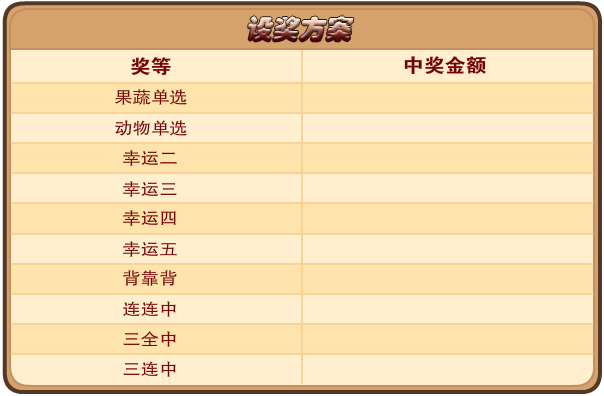 设奖方案
奖等 中奖金额
果蔬单选
动物单选
幸运二
幸运三
幸运四
幸运五
背靠背
连连中
三全中
三连中